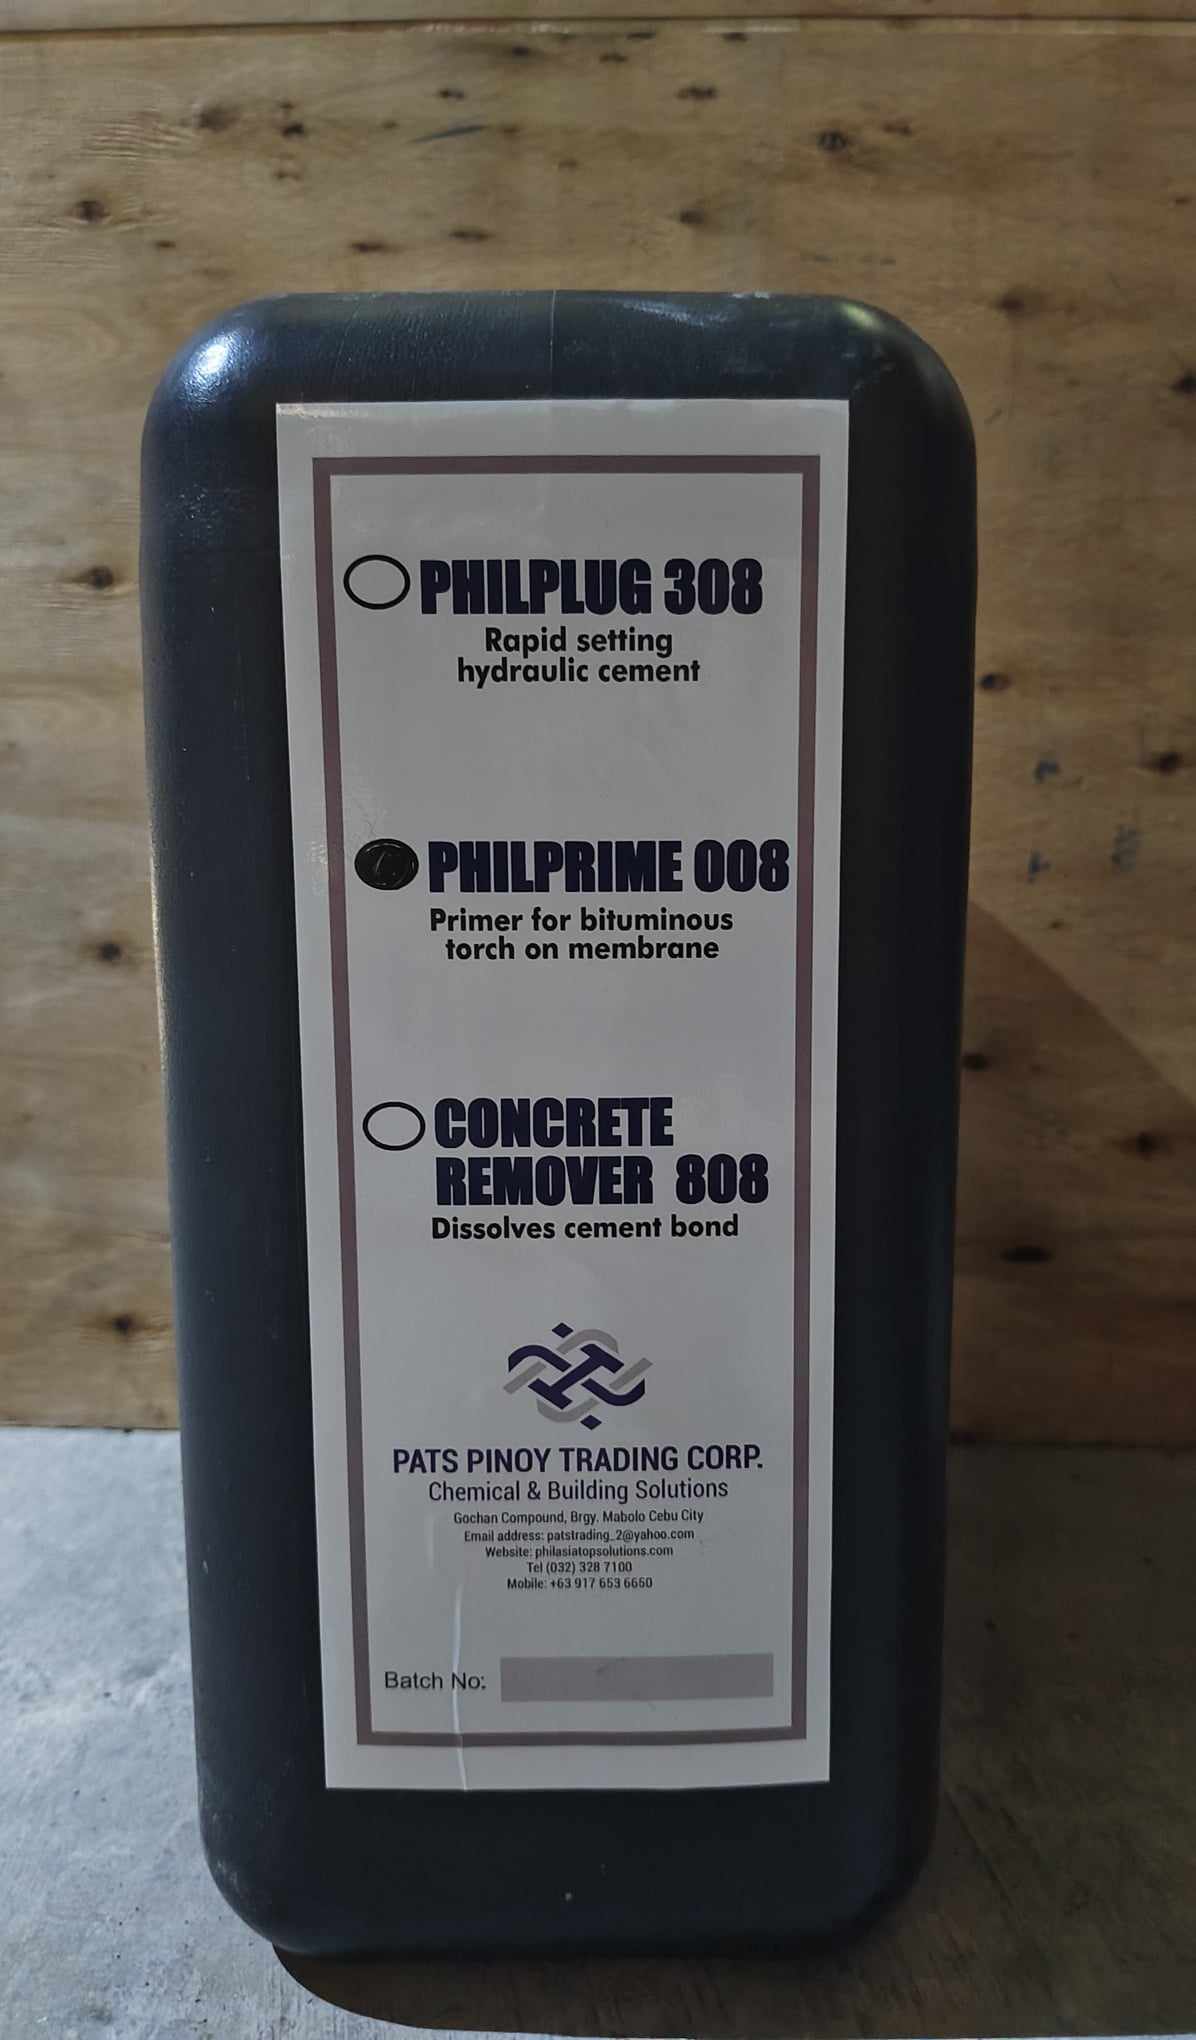 PHILPLUG 308
Rapid setting
hydraulic cement
PHILPRIME 008
Primer for bituminous
torch on membrane
CONCRETE
REMOVER 808
Dissolves cement bond
PATS PINOY TRADING CORP.
Chemical & Building Solutions
Gochan Compound, Brgy. Mabolo Cebu City
Email address: patstrading_2@yahoo.com
Website: philasiatopsolutions.com
Tel (032) 328 7100
Mobile: +63 917 653 6650
Batch No: